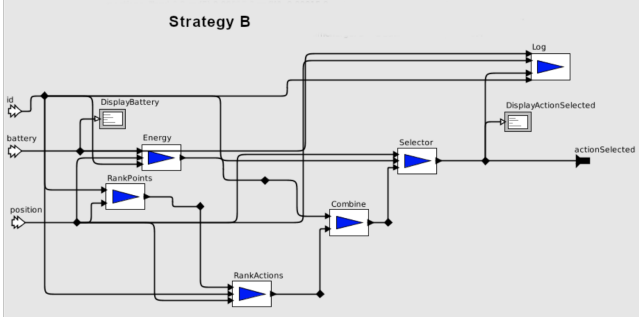 Strategy B
Log
id
DisplayBattery
DisplayActionSelected
battery
Energy
Selector
actionSelected
RankPoints
position
Combine
RankActions